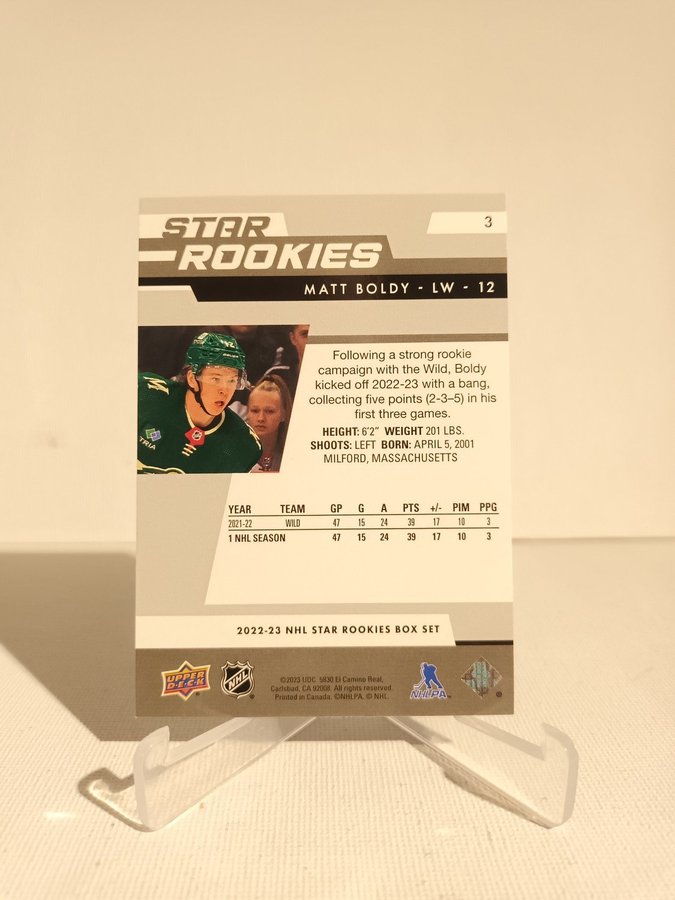 STAR
3
ROOKIES
MATT BOLDY - LW - 12
Following a strong rookie
campaign with the Wild, Boldy
kicked off 2022-23 with a bang,
collecting five points (2-3–5) in his
first three games.
HEIGHT: 6'2" WEIGHT 201 LBS.
SHOOTS: LEFT BORN: APRIL 5, 2001
MILFORD, MASSACHUSETTS
TRIA
YEAR TEAM GP G A PTS +/- PIM PPG
2021-22 WILD 47 15 24 39 17 10 3
1 NHL SEASON 47 15 24 39 17 10 3
2022-23 NHL STAR ROOKIES BOX SET
UPPER
D·E·C·K
NHL
©2023 UDC. 5830 El Camino Real,
Carlsbad, CA 92008. All rights reserved.
Printed in Canada. ©NHLPA. © NHL.
NHLPA